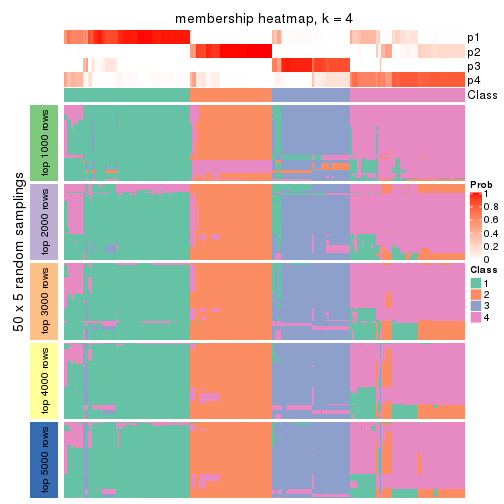 membership heatmap, k = 4
p1
p2
p3
p4
Class
50 x 5 random samplings
top 1000 rows
top 2000 rows
top 3000 rows
top 4000 rows
top 5000 rows
Prob
1
0.8
0.6
0.4
0.2
0
Class
1
2
3
4